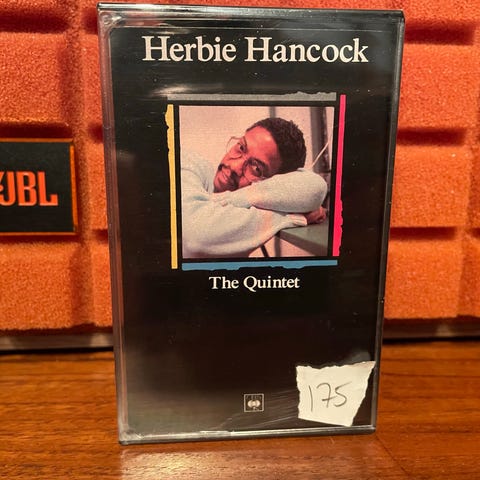 Herbie Hancock
JBL
The Quintet
175